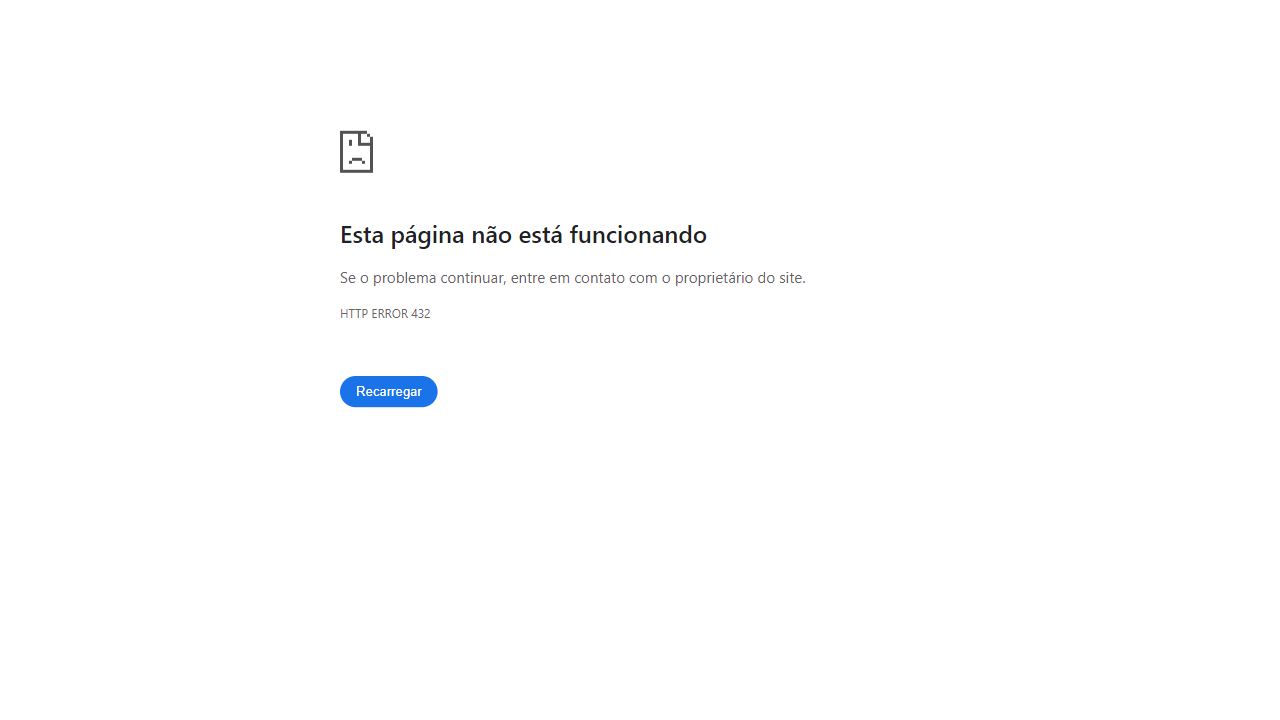 Esta página não está funcionando
Se o problema continuar, entre em contato com o proprietário do site.
HTTP ERROR 432
Recarregar